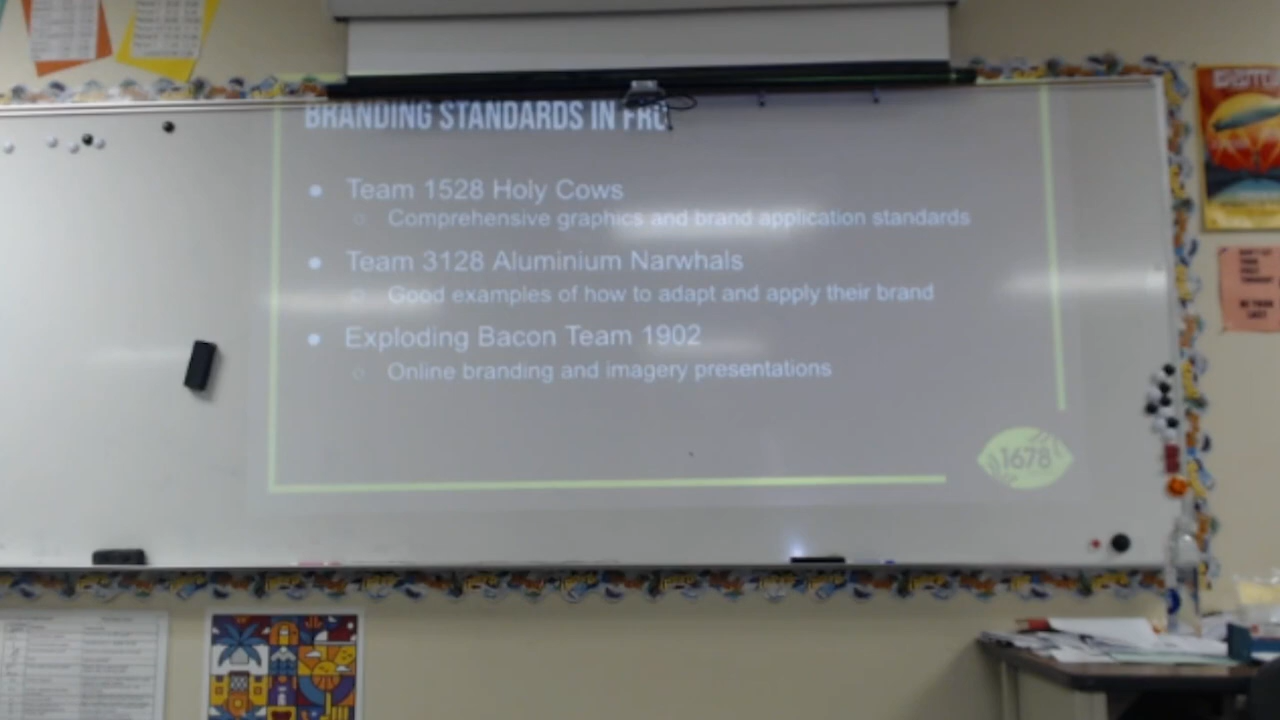 BRANDING STANDARDS IN FRC
● Team 1528 Holy Cows
○ Comprehensive graphics and brand application standards
● Team 3128 Aluminium Narwhals
○ Good examples of how to adapt and apply their brand
● Exploding Bacon Team 1902
○ Online branding and imagery presentations
1678